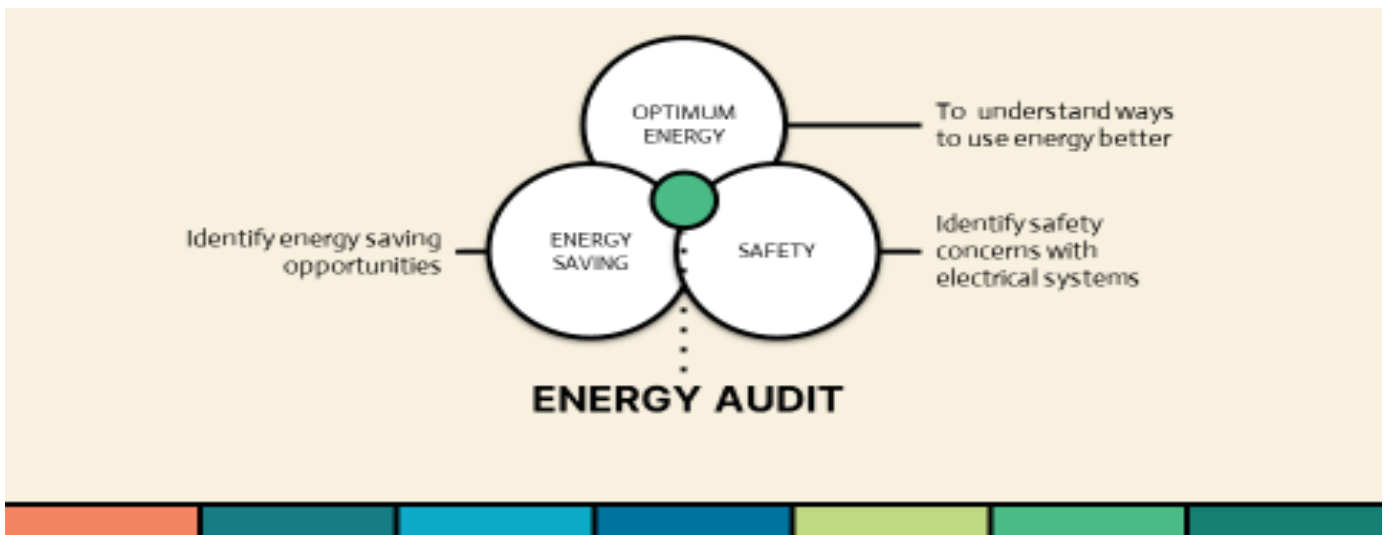 OPTIMUM
ENERGY
To understand ways
to use energy better
Identify energy saving
opportunities
ENERGY
SAVING
SAFETY
Identify safety
concerns with
electrical systems
ENERGY AUDIT